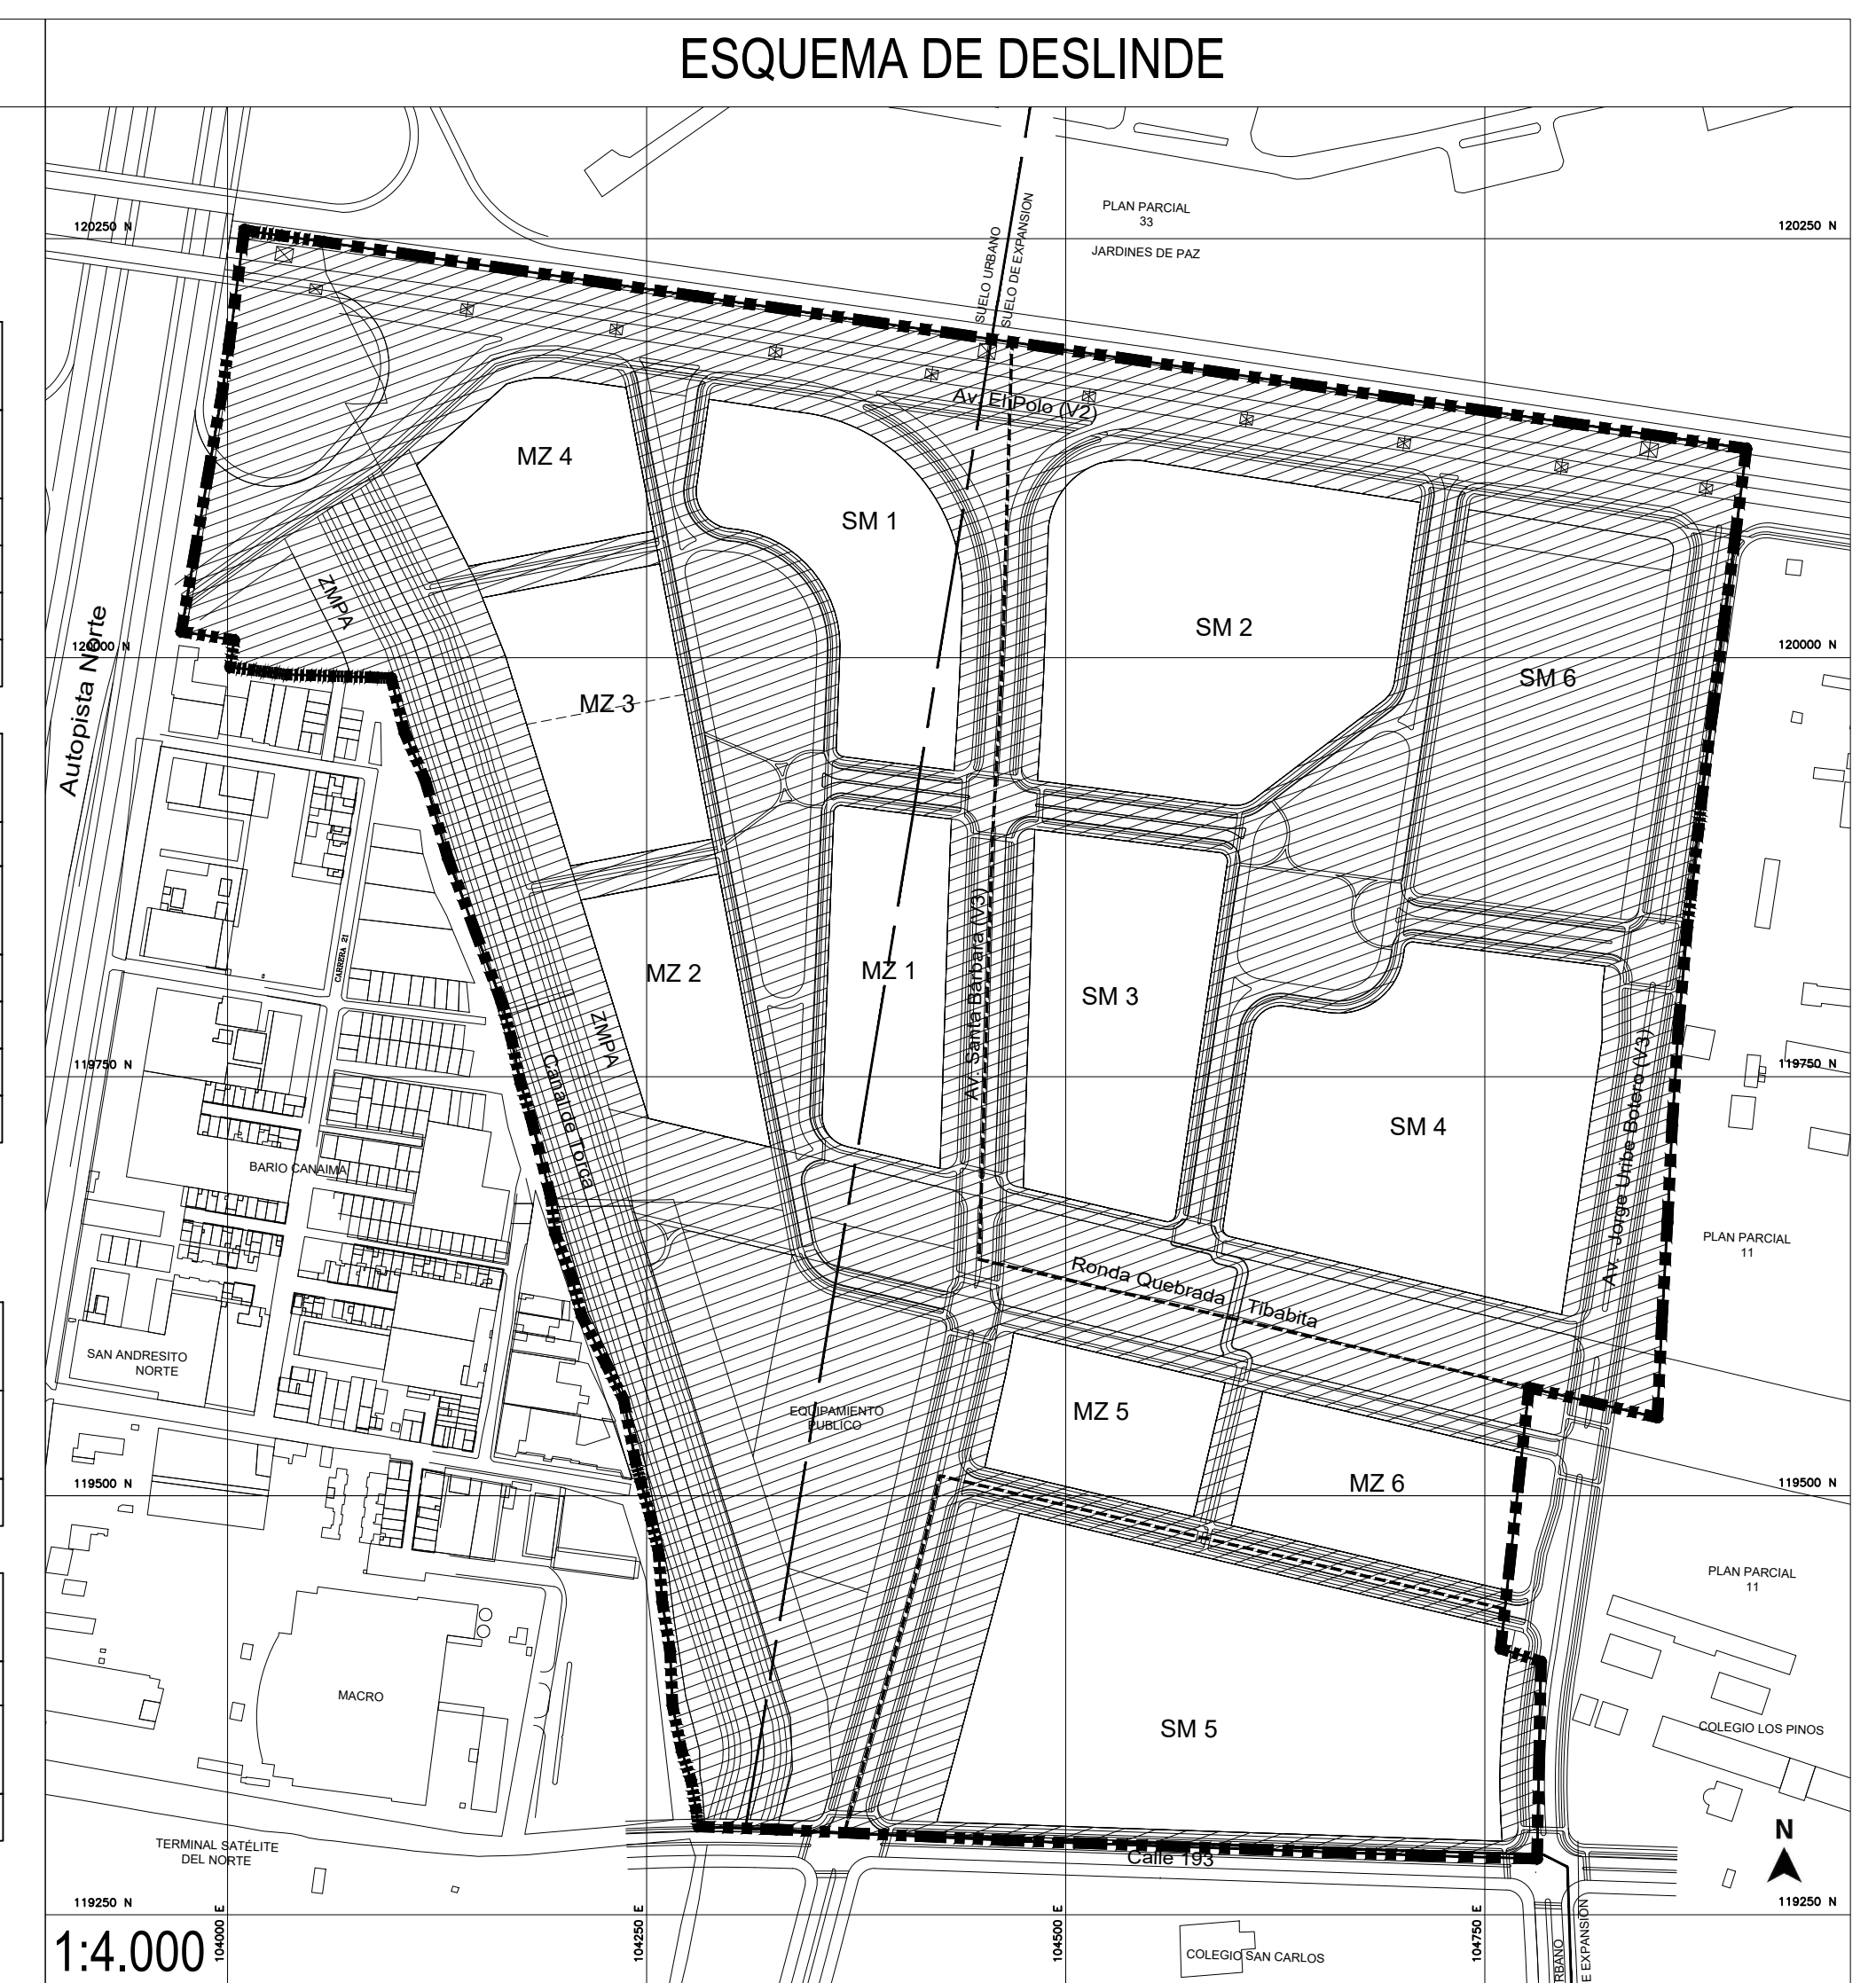 ESQUEMA DE DESLINDE
PLAN PARCIAL
33
JARDINES DE PAZ
120250 N
120250 N
SUELO URBANO
SUELO DE EXPANSION
Av. El Polo (V2)
MZ 4
SM 1
SM 2
ZMPA
Autopista Norte
120000 N
120000 N
SM 6
MZ 3
CARRERA 21
MZ 2
MZ 1
Av. Santa Barbara (V3)
SM 3
ZMPA
Canal de Torca
119750 N
119750 N
Av. Jorge Uribe Botero (V3)
SM 4
BARIO CANAIMA
PLAN PARCIAL
11
Ronda Quebrada Tibabita
SAN ANDRESITO
NORTE
EQUIPAMIENTO
PUBLICO
MZ 5
MZ 6
119500 N
119500 N
PLAN PARCIAL
11
MACRO
SM 5
COLEGIO LOS PINOS
TERMINAL SATÉLITE
DEL NORTE
Calle 193
N
119250 N
119250 N
1:4.000
104000 E
104250 E
104500 E
104750 E
COLEGIO SAN CARLOS
RBANO
E EXPANSION